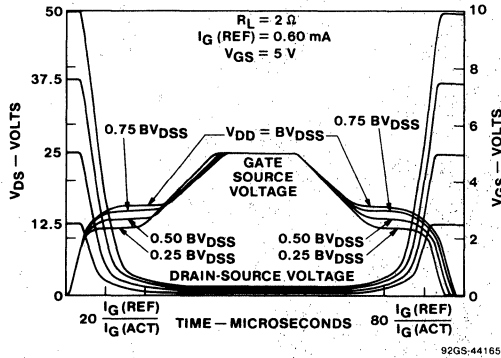 R_L = 2 Ω
I_G (REF) = 0.60 mA
V_GS = 5 V
50
37.5
25
12.5
0
V_DS – VOLTS
10
8
6
4
2
0
V_GS – VOLTS
0.75 BV_DSS
V_DD = BV_DSS
0.75 BV_DSS
GATE
SOURCE
VOLTAGE
0.50 BV_DSS
0.25 BV_DSS
0.50 BV_DSS
0.25 BV_DSS
DRAIN-SOURCE VOLTAGE
20 I_G (REF) / I_G (ACT)
TIME – MICROSECONDS
80 I_G (REF) / I_G (ACT)
92GS-44165